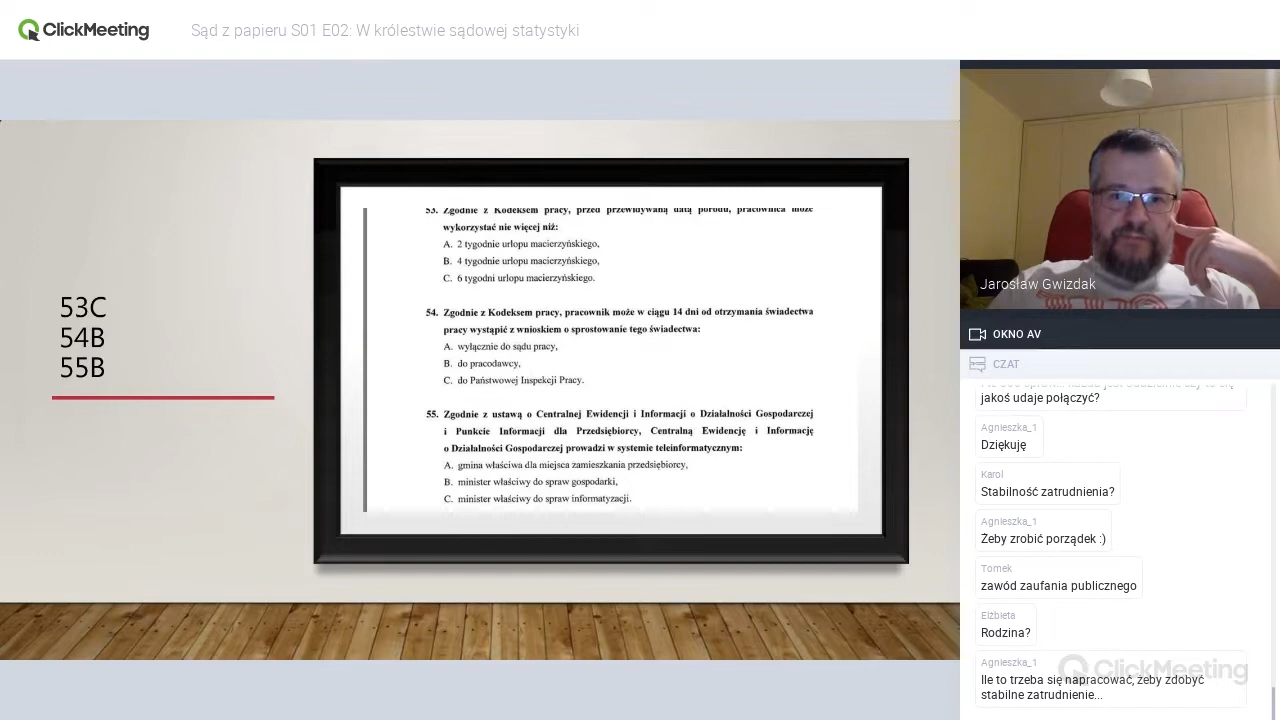 ClickMeeting
Sąd z papieru S01 E02: W królestwie sądowej statystyki
53C
54B
55B
53. Zgodnie z Kodeksem pracy, przed przewidywaną datą porodu, pracownica może
wykorzystać nie więcej niż:
A. 2 tygodnie urlopu macierzyńskiego,
B. 4 tygodnie urlopu macierzyńskiego,
C. 6 tygodni urlopu macierzyńskiego.
54. Zgodnie z Kodeksem pracy, pracownik może w ciągu 14 dni od otrzymania świadectwa
pracy wystąpić z wnioskiem o sprostowanie tego świadectwa:
A. wyłącznie do sądu pracy,
B. do pracodawcy,
C. do Państwowej Inspekcji Pracy.
55. Zgodnie z ustawą o Centralnej Ewidencji i Informacji o Działalności Gospodarczej
i Punkcie Informacji dla Przedsiębiorcy, Centralną Ewidencję i Informację
o Działalności Gospodarczej prowadzi w systemie teleinformatycznym:
A. gmina właściwa dla miejsca zamieszkania przedsiębiorcy,
B. minister właściwy do spraw gospodarki,
C. minister właściwy do spraw informatyzacji.
Jarosław Gwizdak
OKNO AV
CZAT
jakoś udaje połączyć?
Agnieszka_1
Dziękuję
Karol
Stabilność zatrudnienia?
Agnieszka_1
Żeby zrobić porządek :)
Tomek
zawód zaufania publicznego
Elżbieta
Rodzina?
Agnieszka_1
Ile to trzeba się napracować, żeby zdobyć
stabilne zatrudnienie...
ClickMeeting